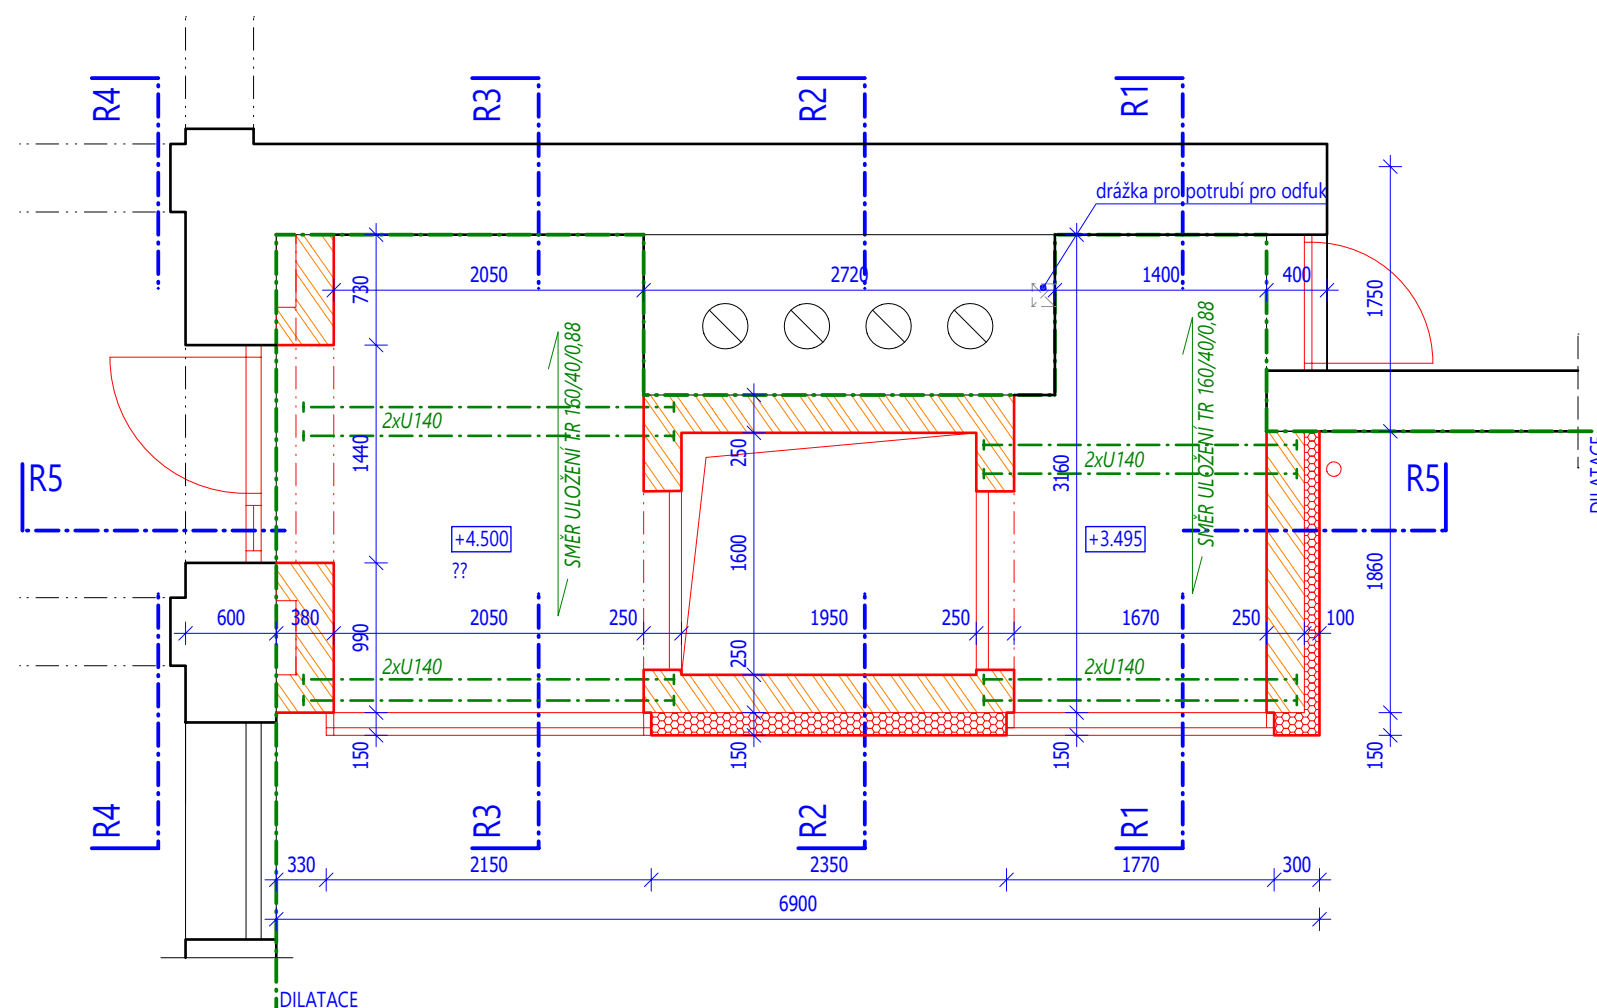 R4
R3
R2
R1
drážka pro potrubí pro odfuk
2050
2720
1400
400
730
1750
SMĚR ULOŽENÍ TR 160/40/0,88
SMĚR ULOŽENÍ TR 160/40/0,88
2xU140
1440
250
3160
2xU140
DILATACE
R5
R5
+4.500
??
1600
+3.495
1860
600
380
2050
250
1950
250
1670
250
100
990
250
2xU140
2xU140
150
150
150
150
R4
R3
R2
R1
330
2150
2350
1770
300
6900
DILATACE